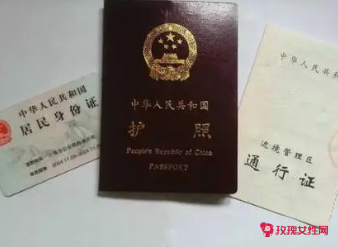 中华人民共和国
居民身份证
中华人民共和国
护 照
People's Republic of China
PASSPORT
中华人民共和国
边境管理区
通行证
玫瑰女性网